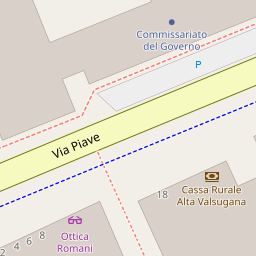 Commissariato
del Governo
P
Via Piave
Cassa Rurale
Alta Valsugana
18
Ottica
Romani
2 4 6 8